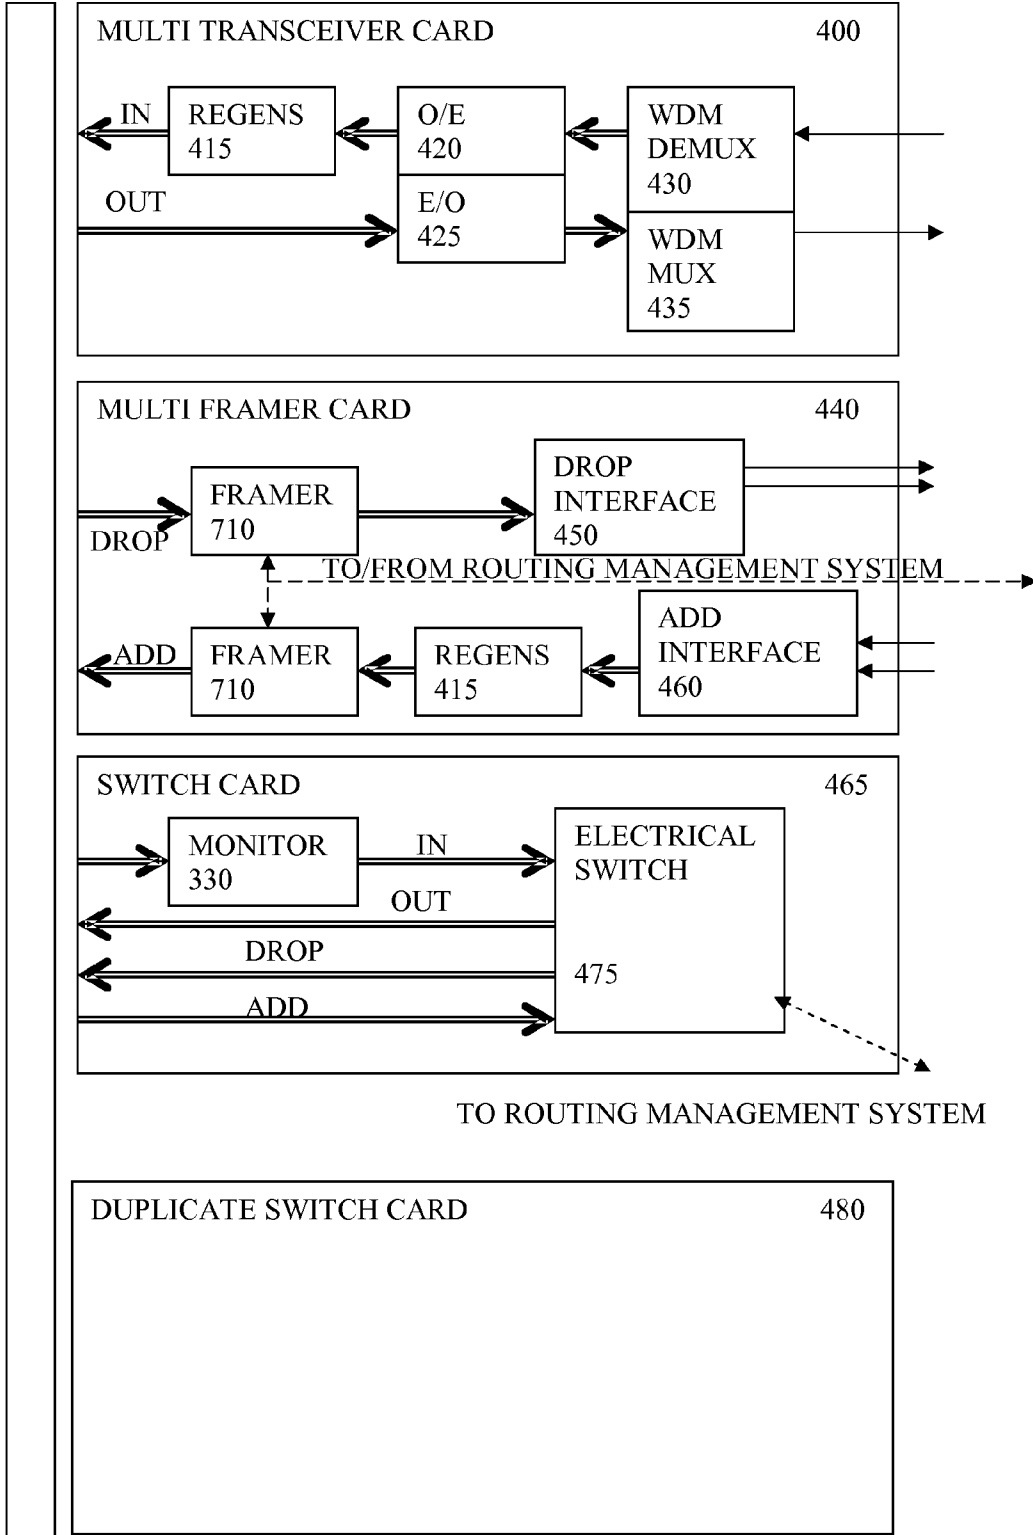 MULTI TRANSCEIVER CARD 400
IN
REGENS
415
O/E
420
WDM
DEMUX
430
OUT
E/O
425
WDM
MUX
435
MULTI FRAMER CARD 440
FRAMER
710
DROP
INTERFACE
450
DROP
TO/FROM ROUTING MANAGEMENT SYSTEM
ADD
FRAMER
710
REGENS
415
ADD
INTERFACE
460
SWITCH CARD 465
MONITOR
330
IN
ELECTRICAL
SWITCH
OUT
DROP
475
ADD
TO ROUTING MANAGEMENT SYSTEM
DUPLICATE SWITCH CARD 480